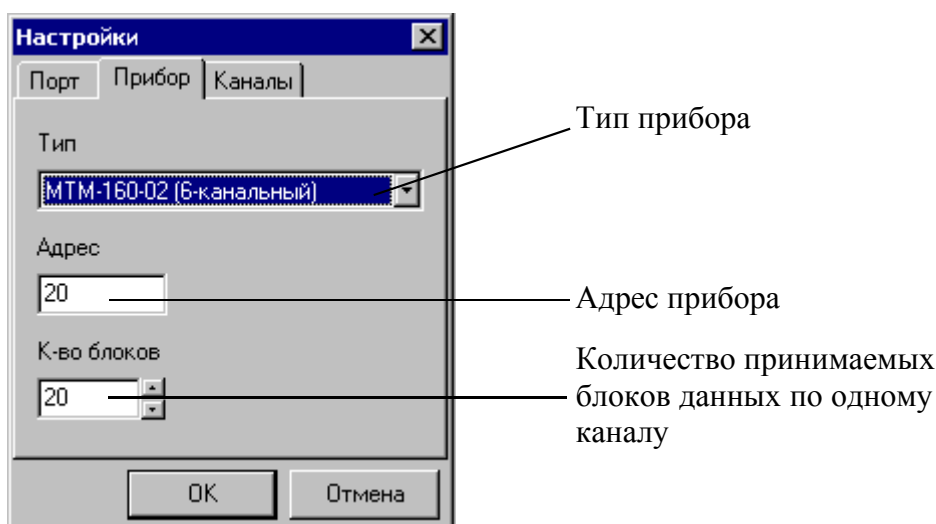 Настройки
Порт Прибор Каналы
Тип прибора
Тип
МТМ-160-02 (6-канальный)
Адрес
20
Адрес прибора
К-во блоков
20
Количество принимаемых
блоков данных по одному
каналу
OK Отмена